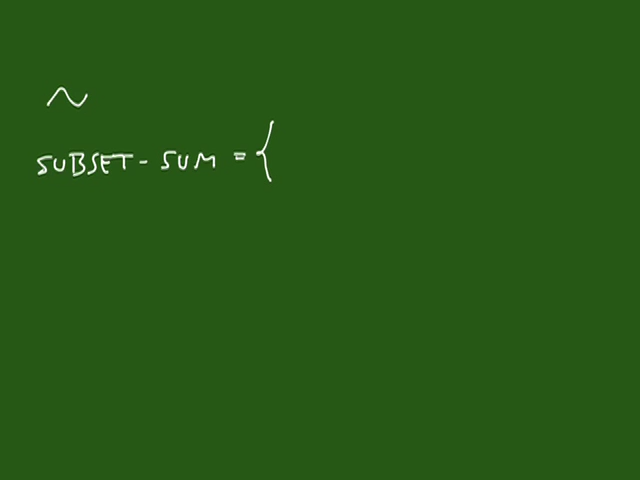 ~
SUBSET - SUM = {